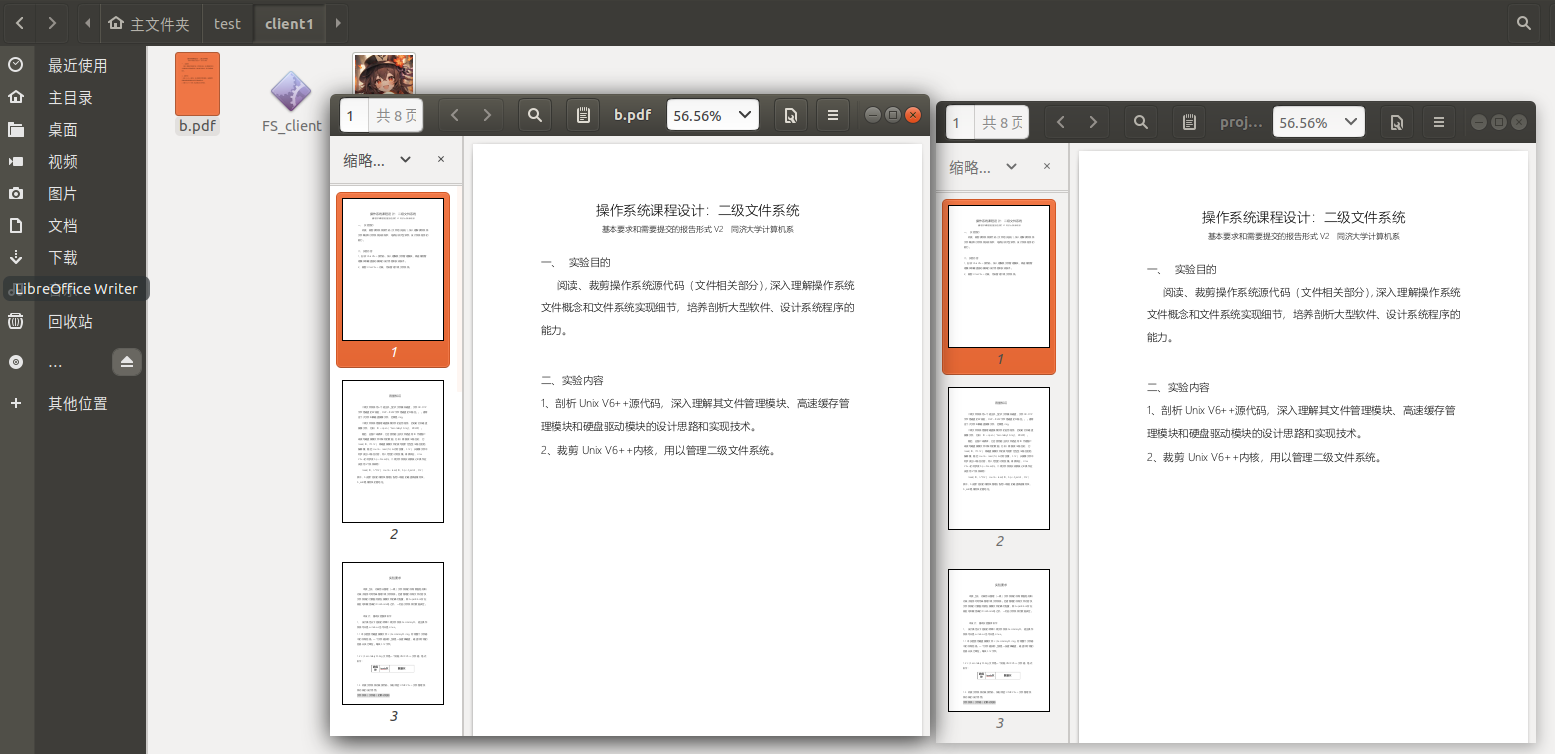 主文件夹
test
client1
最近使用
主目录
桌面
视频
图片
文档
下载
LibreOffice Writer
回收站
…
其他位置
b.pdf
FS_client
1 共 8 页
b.pdf
56.56%
缩略...
1
2
3
操作系统课程设计：二级文件系统
基本要求和需要提交的报告形式 V2 同济大学计算机系
一、 实验目的
阅读、裁剪操作系统源代码（文件相关部分），深入理解操作系统
文件概念和文件系统实现细节，培养剖析大型软件、设计系统程序的
能力。
二、实验内容
1、剖析 Unix V6++源代码，深入理解其文件管理模块、高速缓存管
理模块和硬盘驱动模块的设计思路和实现技术。
2、裁剪 Unix V6++内核，用以管理二级文件系统。
1 共 8 页
proj...
56.56%
缩略...
1
2
3
操作系统课程设计：二级文件系统
基本要求和需要提交的报告形式 V2 同济大学计算机系
一、 实验目的
阅读、裁剪操作系统源代码（文件相关部分），深入理解操作系统
文件概念和文件系统实现细节，培养剖析大型软件、设计系统程序的
能力。
二、实验内容
1、剖析 Unix V6++源代码，深入理解其文件管理模块、高速缓存管
理模块和硬盘驱动模块的设计思路和实现技术。
2、裁剪 Unix V6++内核，用以管理二级文件系统。